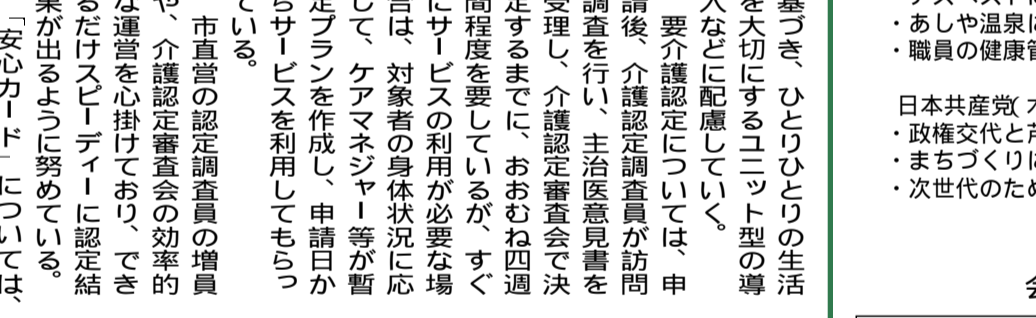 基づき、ひとりひとりの生活
を大切にするユニット型の導
人などに配慮していく。
要介護認定については、申
請後、介護認定調査員が訪問
調査を行い、主治医意見書を
受理し、介護認定審査会で決
定するまでに、おおむね四週
間程度を要しているが、すぐ
にサービスの利用が必要な場
合は、対象者の身体状況に応
じて、ケアマネジャー等が暫
定プランを作成し、申請日か
らサービスを利用してもらっ
ている。
市直営の認定調査員の増員
や、介護認定審査会の効率的
な運営を心掛けており、でき
るだけスピーディーに認定結
果が出るように努めている。
「安心カード」については、
・あしや温泉に
・職員の健康管
日本共産党(
・政権交代と
・まちづくりに
・次世代のため